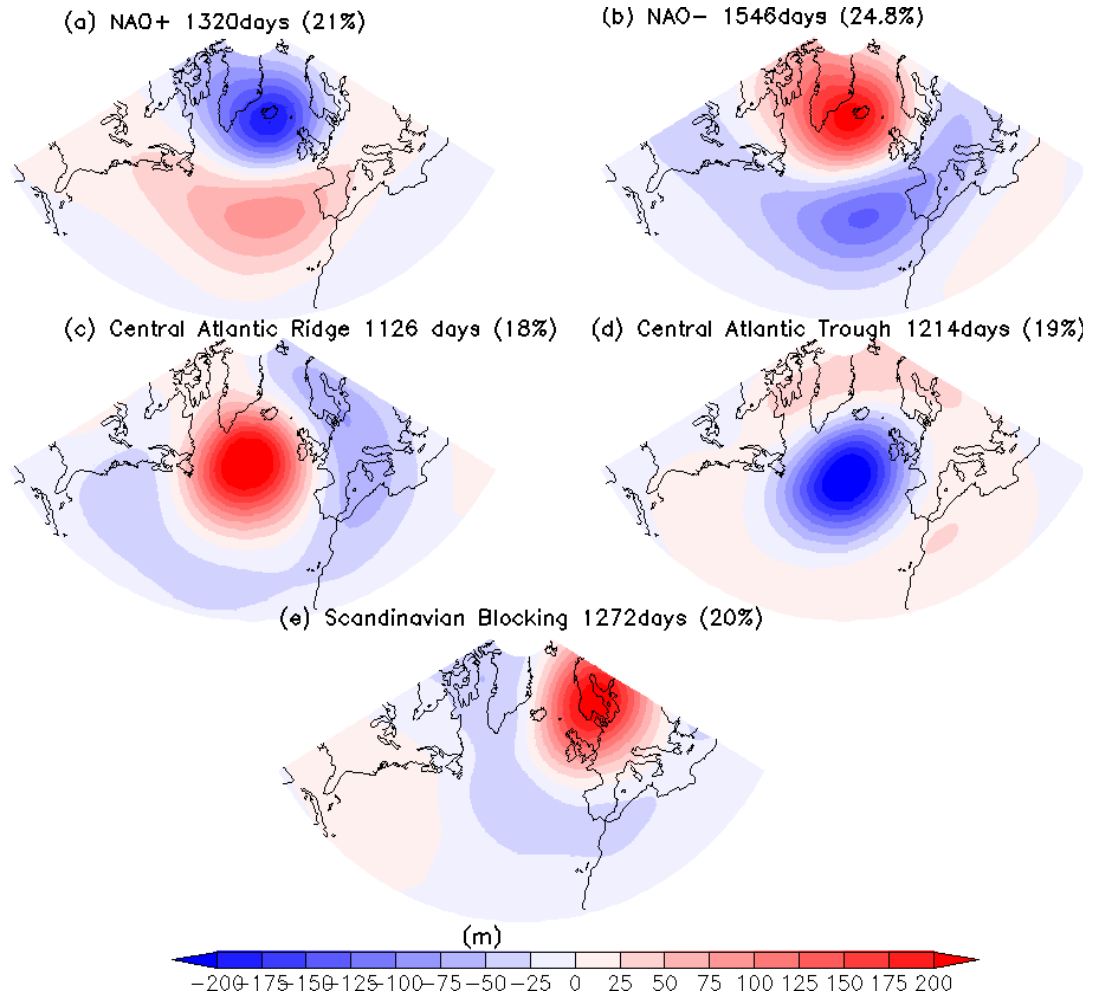 (a) NAO+ 1320days (21%)
(b) NAO− 1546days (24.8%)
(c) Central Atlantic Ridge 1126 days (18%)
(d) Central Atlantic Trough 1214days (19%)
(e) Scandinavian Blocking 1272days (20%)
(m)
−200 −175 −150 −125 −100 −75 −50 −25 0 25 50 75 100 125 150 175 200